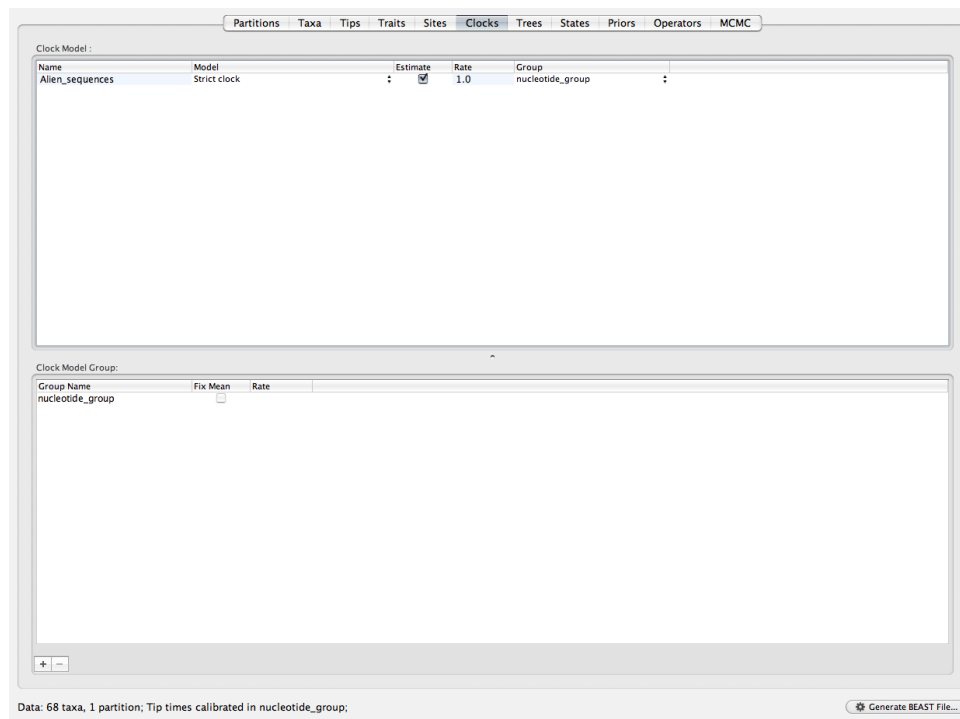 Partitions Taxa Tips Traits Sites Clocks Trees States Priors Operators MCMC
Clock Model :
Name Model Estimate Rate Group
Alien_sequences Strict clock 1.0 nucleotide_group
Clock Model Group:
Group Name Fix Mean Rate
nucleotide_group
+ −
Data: 68 taxa, 1 partition; Tip times calibrated in nucleotide_group; Generate BEAST File...